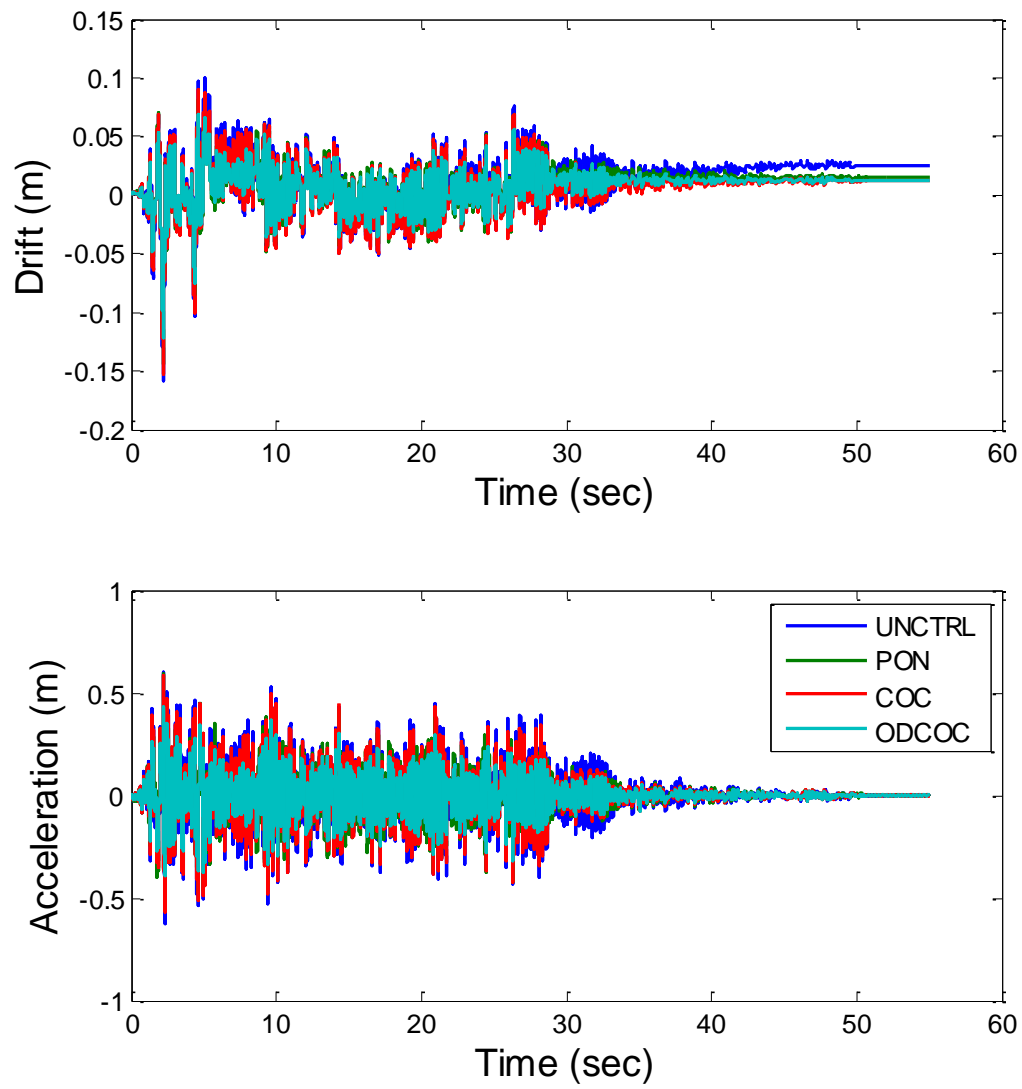 0.15
0.1
0.05
0
-0.05
-0.1
-0.15
-0.2
Drift (m)
0 10 20 30 40 50 60
Time (sec)
1
0.5
0
-0.5
-1
Acceleration (m)
UNCTRL
PON
COC
ODCOC
0 10 20 30 40 50 60
Time (sec)